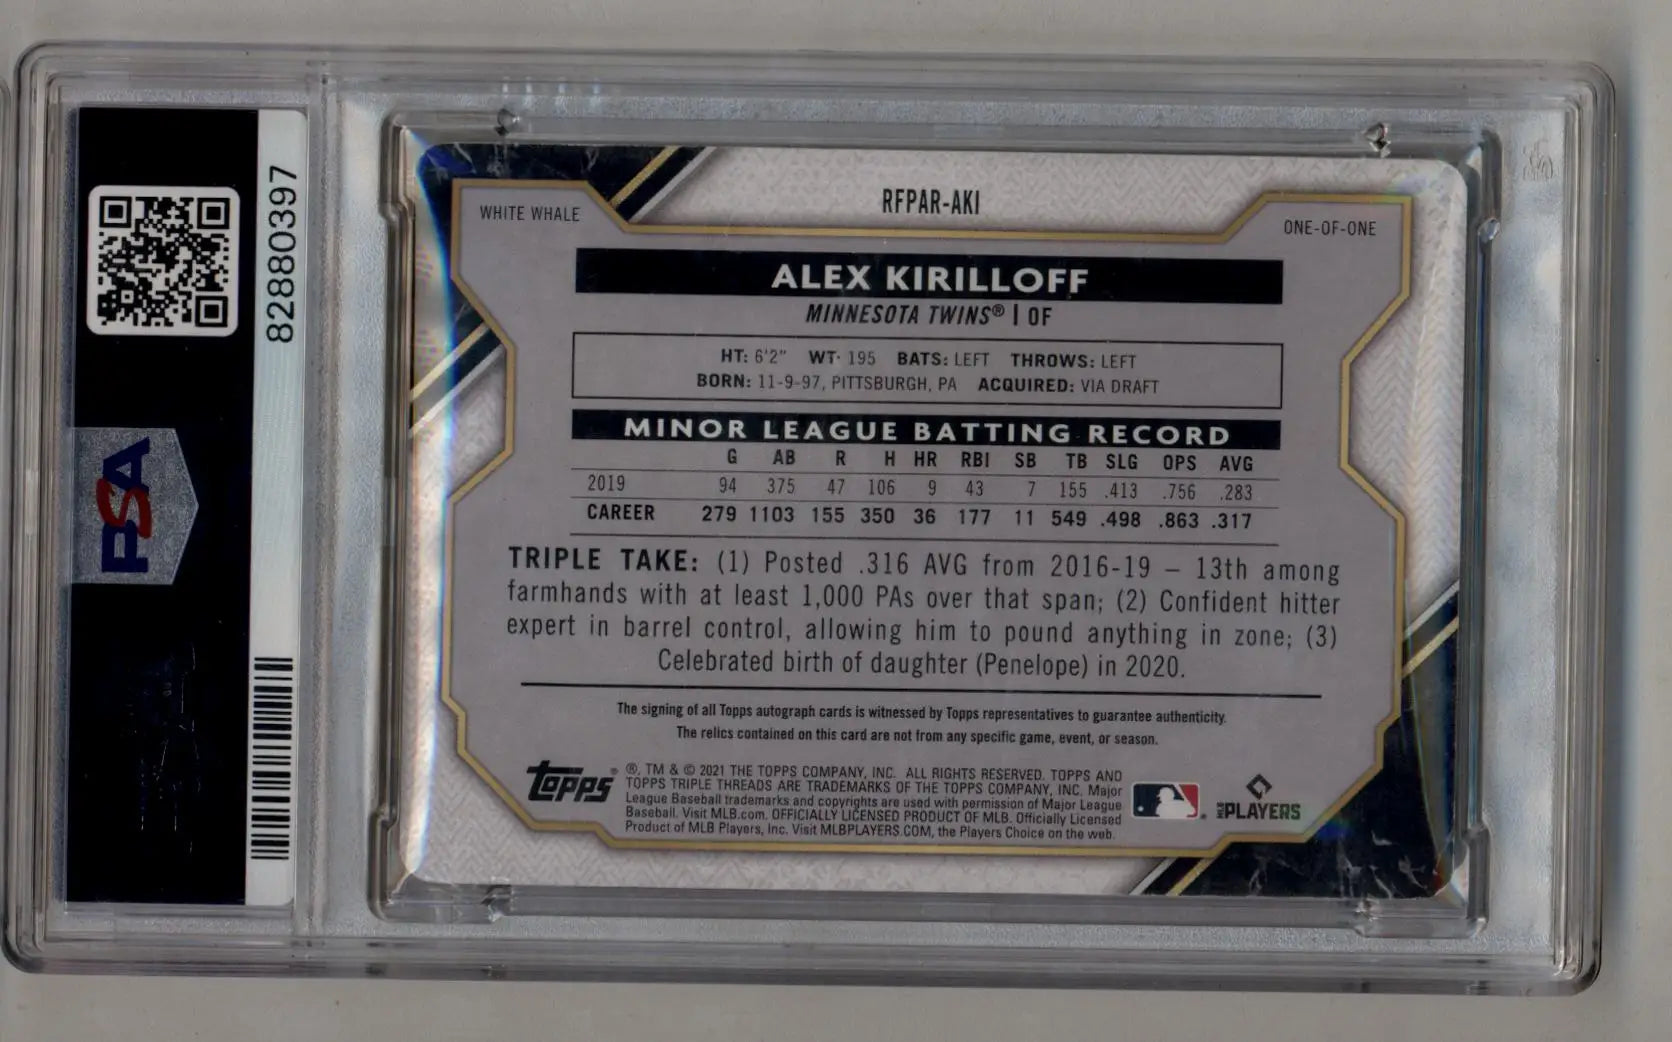 PSA
82880397
RFPAR-AKI
WHITE WHALE
ONE-OF-ONE
ALEX KIRILLOFF
MINNESOTA TWINS® | OF
HT: 6'2" WT: 195 BATS: LEFT THROWS: LEFT
BORN: 11-9-97, PITTSBURGH, PA ACQUIRED: VIA DRAFT
MINOR LEAGUE BATTING RECORD
G AB R H HR RBI SB TB SLG OPS AVG
2019 94 375 47 106 9 43 7 155 .413 .756 .283
CAREER 279 1103 155 350 36 177 11 549 .498 .863 .317
TRIPLE TAKE: (1) Posted .316 AVG from 2016-19 – 13th among
farmhands with at least 1,000 PAs over that span; (2) Confident hitter
expert in barrel control, allowing him to pound anything in zone; (3)
Celebrated birth of daughter (Penelope) in 2020.
The signing of all Topps autograph cards is witnessed by Topps representatives to guarantee authenticity.
The relics contained on this card are not from any specific game, event, or season.
topps®
®, TM & © 2021 THE TOPPS COMPANY, INC. ALL RIGHTS RESERVED. TOPPS AND
TOPPS TRIPLE THREADS ARE TRADEMARKS OF THE TOPPS COMPANY, INC. Major
League Baseball trademarks and copyrights are used with permission of Major League
Baseball. Visit MLB.com. OFFICIALLY LICENSED PRODUCT OF MLB. Officially Licensed
Product of MLB Players, Inc. Visit MLBPLAYERS.COM, the Players Choice on the web.
MLB PLAYERS